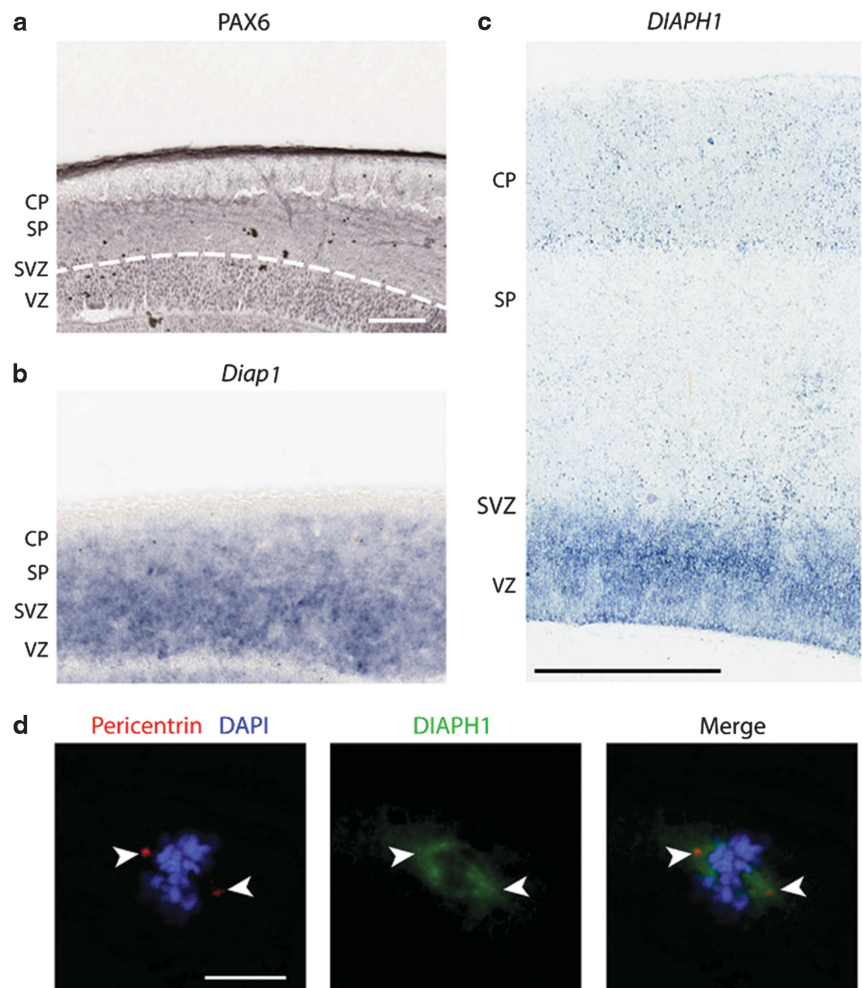 a
PAX6
CP
SP
SVZ
VZ
b
Diap1
CP
SP
SVZ
VZ
c
DIAPH1
CP
SP
SVZ
VZ
d
Pericentrin DAPI
DIAPH1
Merge